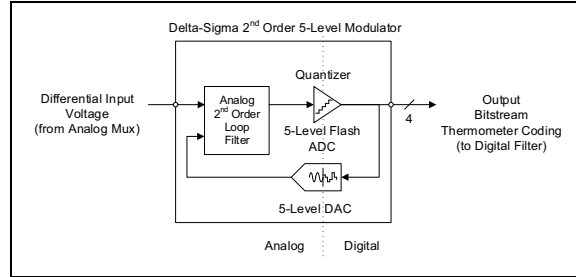 Delta-Sigma 2nd Order 5-Level Modulator
Differential Input
Voltage
(from Analog Mux)
Analog
2nd Order
Loop
Filter
Quantizer
5-Level Flash
ADC
4
Output
Bitstream
Thermometer Coding
(to Digital Filter)
5-Level DAC
Analog
Digital